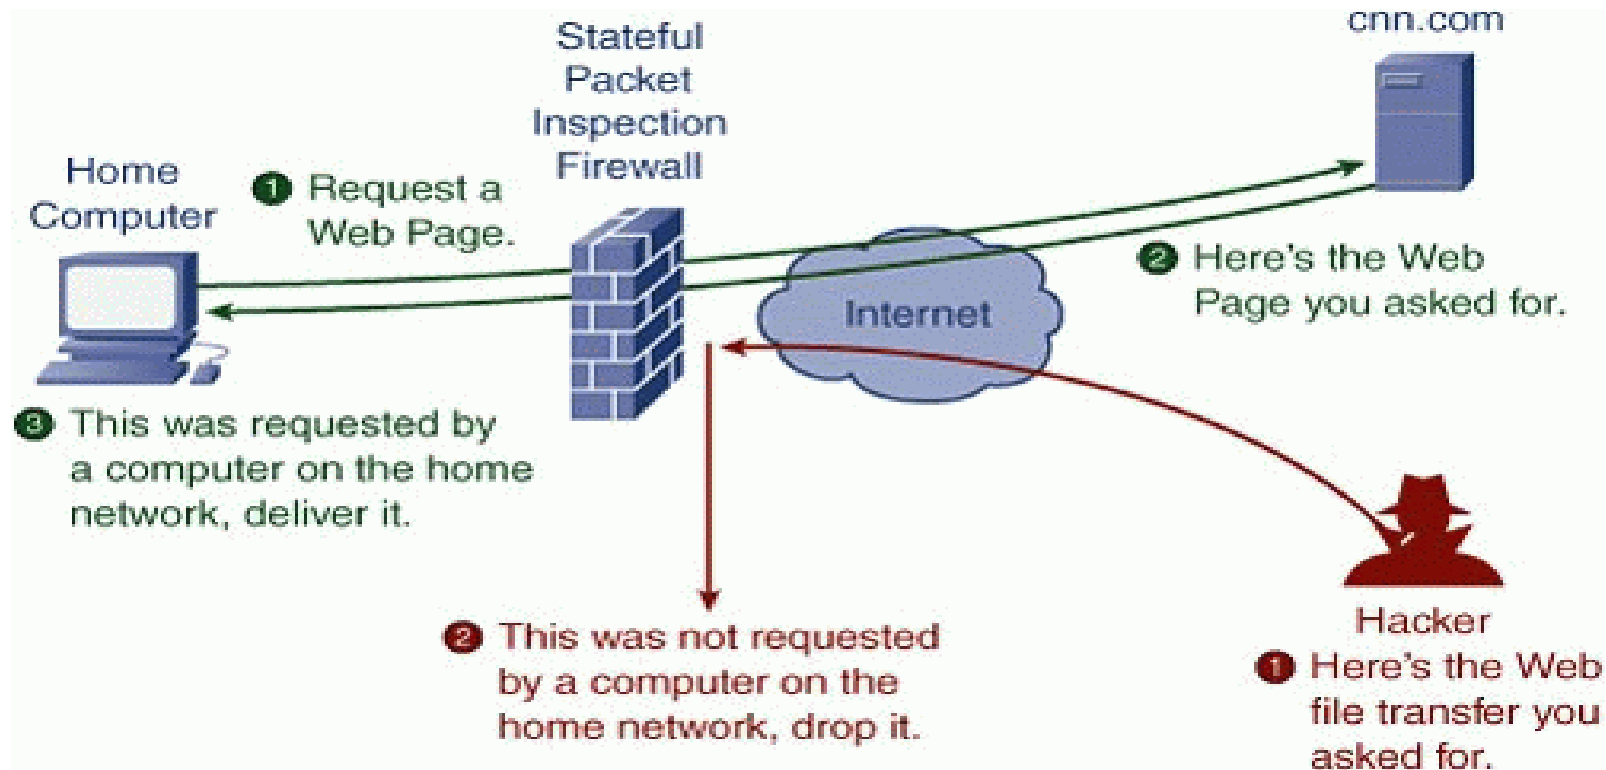 cnn.com
Stateful
Packet
Inspection
Firewall
Home
Computer
1 Request a
Web Page.
2 Here's the Web
Page you asked for.
Internet
3 This was requested by
a computer on the home
network, deliver it.
2 This was not requested
by a computer on the
home network, drop it.
Hacker
1 Here's the Web
file transfer you
asked for.